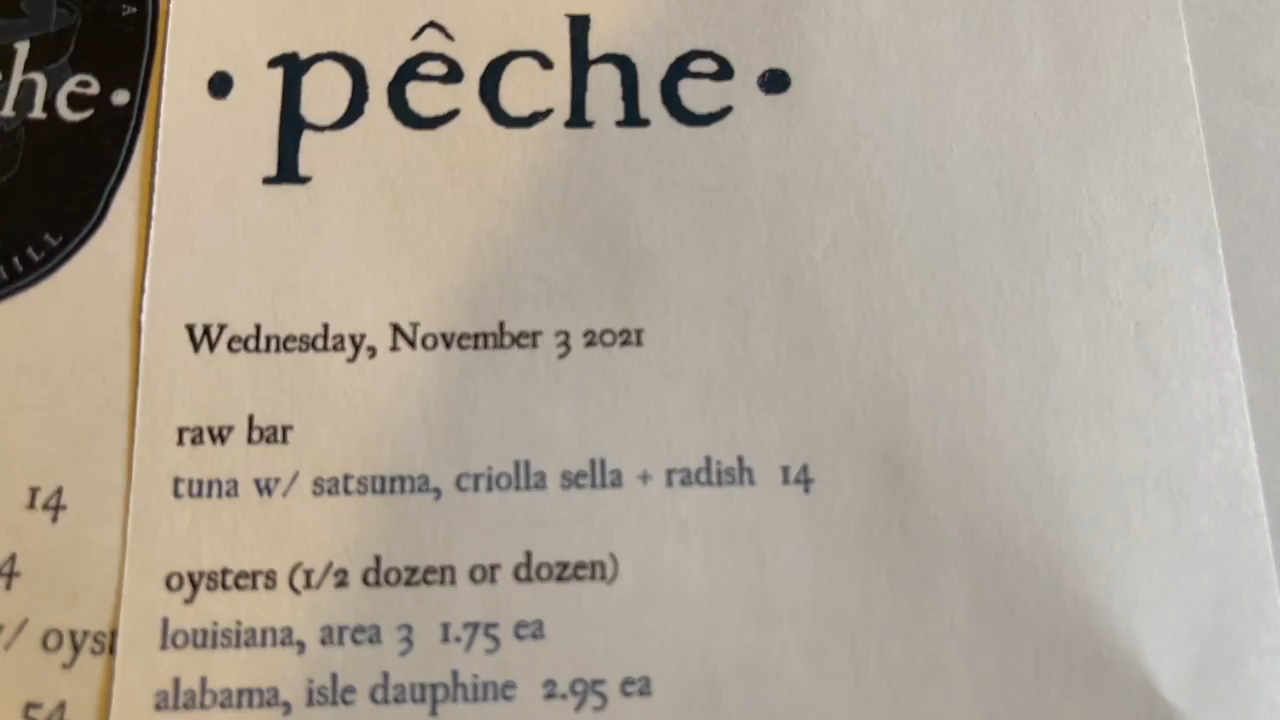 he·
·pêche·
Wednesday, November 3 2021
raw bar
tuna w/ satsuma, criolla sella + radish 14
14
oysters (1/2 dozen or dozen)
4
louisiana, area 3 1.75 ea
alabama, isle dauphine 2.95 ea
54